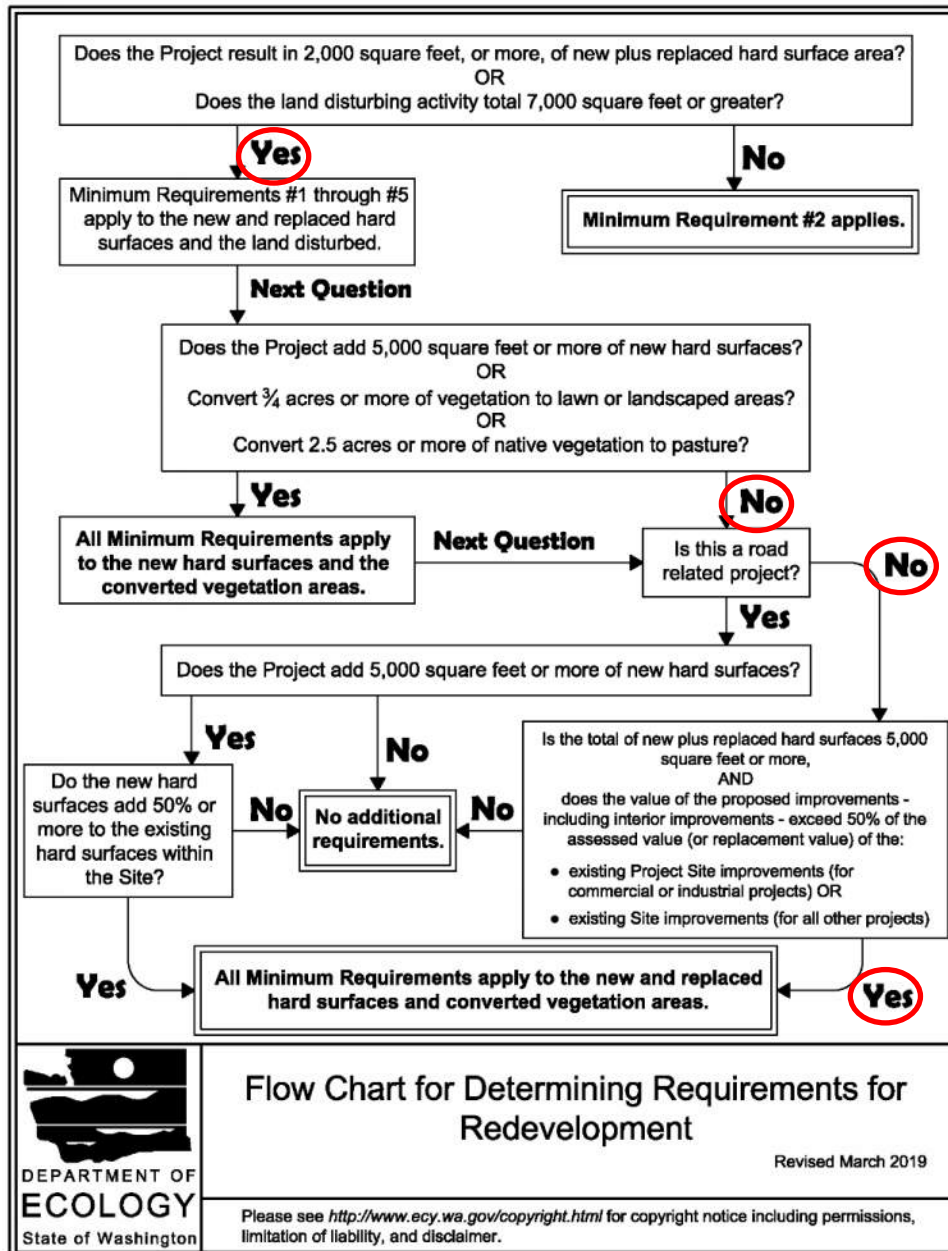 Does the Project result in 2,000 square feet, or more, of new plus replaced hard surface area?
OR
Does the land disturbing activity total 7,000 square feet or greater?
Yes
No
Minimum Requirements #1 through #5
apply to the new and replaced hard
surfaces and the land disturbed.
Minimum Requirement #2 applies.
Next Question
Does the Project add 5,000 square feet or more of new hard surfaces?
OR
Convert ¾ acres or more of vegetation to lawn or landscaped areas?
OR
Convert 2.5 acres or more of native vegetation to pasture?
Yes
No
All Minimum Requirements apply
to the new hard surfaces and the
converted vegetation areas.
Next Question
Is this a road
related project?
No
Yes
Does the Project add 5,000 square feet or more of new hard surfaces?
Yes
No
Do the new hard
surfaces add 50% or
more to the existing
hard surfaces within
the Site?
No
No additional
requirements.
No
Is the total of new plus replaced hard surfaces 5,000
square feet or more,
AND
does the value of the proposed improvements -
including interior improvements - exceed 50% of the
assessed value (or replacement value) of the:
● existing Project Site improvements (for
commercial or industrial projects) OR
● existing Site improvements (for all other projects)
Yes
All Minimum Requirements apply to the new and replaced
hard surfaces and converted vegetation areas.
Yes
DEPARTMENT OF
ECOLOGY
State of Washington
Flow Chart for Determining Requirements for
Redevelopment
Revised March 2019
Please see http://www.ecy.wa.gov/copyright.html for copyright notice including permissions,
limitation of liability, and disclaimer.